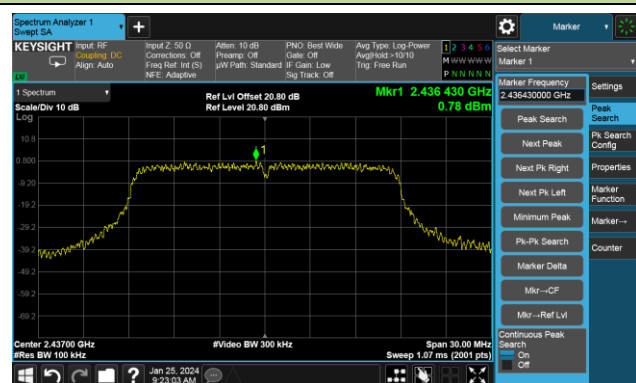 Spectrum Analyzer 1
Swept SA
+
Marker
KEYSIGHT
Input: RF
Coupling: DC
Align: Auto
Input Z: 50 Ω
Corrections: Off
Freq Ref: Int (S)
NFE: Adaptive
Atten: 10 dB
Preamp: Off
µW Path: Standard
PNO: Best Wide
Gate: Off
IF Gain: Low
Sig Track: Off
Avg Type: Log-Power
Avg|Hold:>10/10
Trig: Free Run
1 2 3 4 5 6
M W W W W W
P N N N N N
LW
Select Marker
Marker 1
1 Spectrum
Scale/Div 10 dB
Log
Ref Lvl Offset 20.80 dB
Ref Level 20.80 dBm
Mkr1 2.436 430 GHz
0.78 dBm
10.8
0.800
-9.20
-19.2
-29.2
-39.2
-49.2
-59.2
-69.2
1
Center 2.43700 GHz
#Res BW 100 kHz
#Video BW 300 kHz
Span 30.00 MHz
Sweep 1.07 ms (2001 pts)
Marker Frequency
2.436430000 GHz
Peak Search
Next Peak
Next Pk Right
Next Pk Left
Minimum Peak
Pk-Pk Search
Marker Delta
Mkr→CF
Mkr→Ref Lvl
Continuous Peak
Search
On
Off
Settings
Peak
Search
Pk Search
Config
Properties
Marker
Function
Marker→
Counter
?
Jan 25, 2024
9:23:03 AM